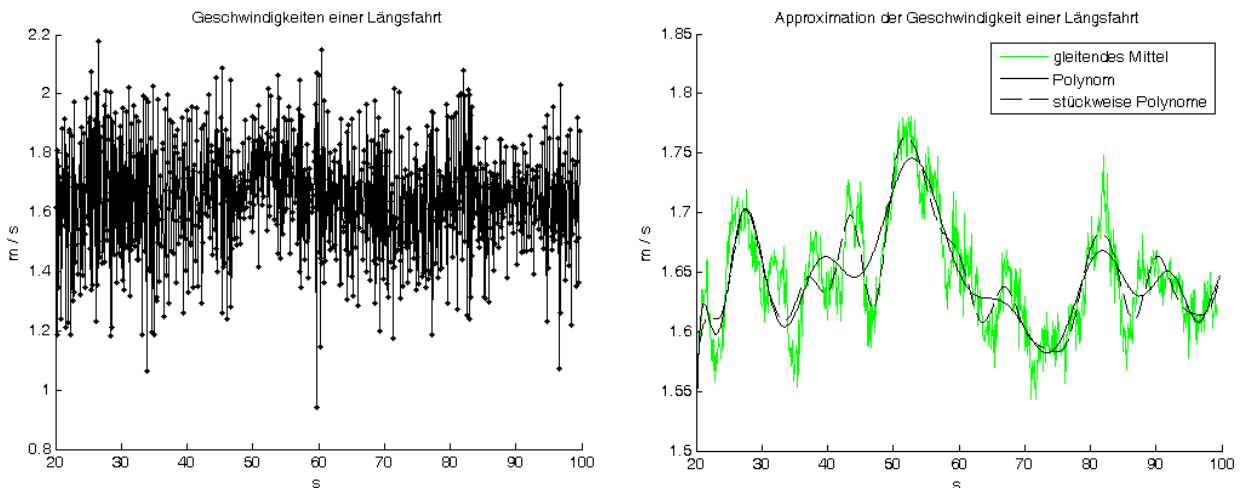 Geschwindigkeiten einer Längsfahrt
2.2
2
1.8
1.6
1.4
1.2
1
0.8
m / s
20 30 40 50 60 70 80 90 100
s
Approximation der Geschwindigkeit einer Längsfahrt
1.85
1.8
1.75
1.7
1.65
1.6
1.55
1.5
m / s
gleitendes Mittel
Polynom
stückweise Polynome
20 30 40 50 60 70 80 90 100
s